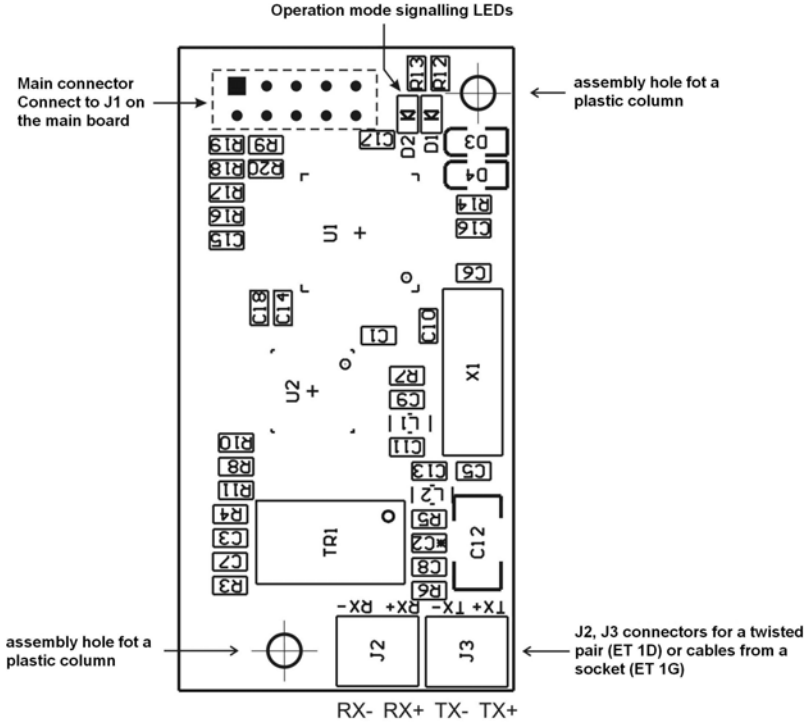 Operation mode signalling LEDs
Main connector
Connect to J1 on
the main board
assembly hole fot a
plastic column
R13 R12
D2 D1
C17
D3
D4
R19 R9
R18 R20
R17
R16
C15
R14
C16
U1
C6
C18 C14
C1
C10
X1
U2
R7
C9
L1
C11
R10
R8
R11
R4
C3
C7
R3
C13 C5
L2
R5
C2*
C8
R6
C12
TR1
RX- RX+ TX- TX+
J2 J3
assembly hole fot a
plastic column
J2, J3 connectors for a twisted
pair (ET 1D) or cables from a
socket (ET 1G)
RX- RX+ TX- TX+